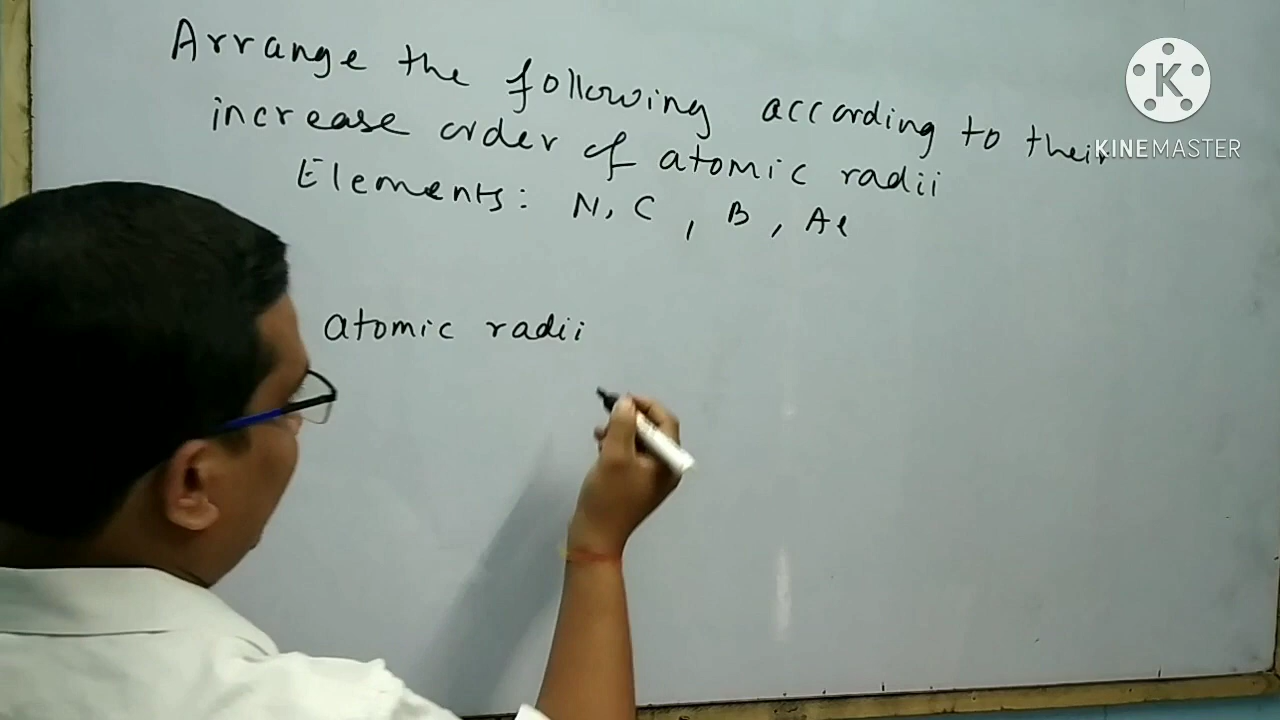 Arrange the following according to their
increase order of atomic radii
Elements: N, C, B, Al
atomic radii
K
KINEMASTER